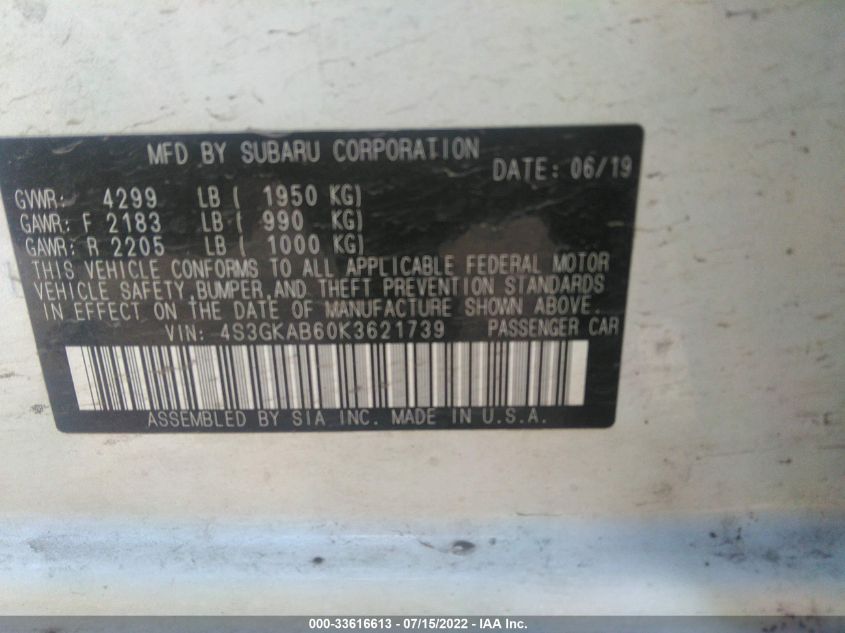 MFD BY SUBARU CORPORATION
DATE: 06/19
GVWR: 4299 LB ( 1950 KG)
GAWR: F 2183 LB ( 990 KG)
GAWR: R 2205 LB ( 1000 KG)
THIS VEHICLE CONFORMS TO ALL APPLICABLE FEDERAL MOTOR
VEHICLE SAFETY,BUMPER,AND THEFT PREVENTION STANDARDS
IN EFFECT ON THE DATE OF MANUFACTURE SHOWN ABOVE.
VIN: 4S3GKAB60K3621739 PASSENGER CAR
ASSEMBLED BY SIA INC. MADE IN U.S.A.
000-33616613 - 07/15/2022 - IAA Inc.